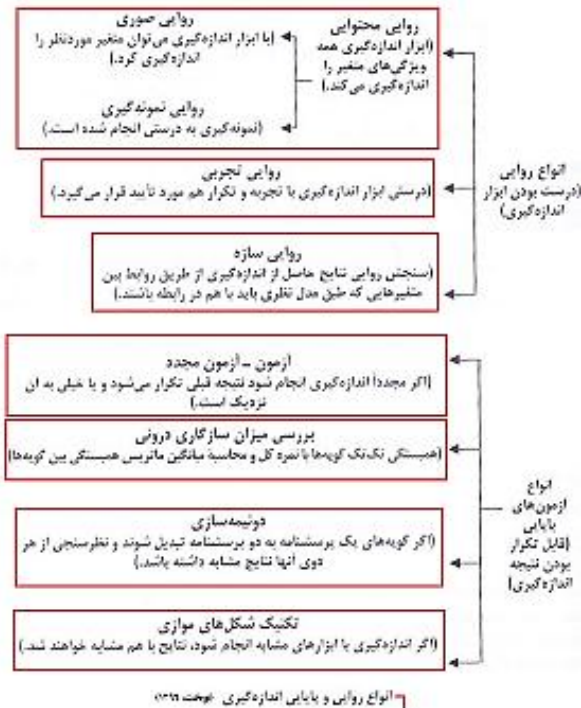 روایی محتوایی
(ابزار اندازه‌گیری همه
ویژگی‌های متغیر را
اندازه‌گیری می‌کند.)
روایی صوری
(با ابزار اندازه‌گیری می‌توان متغیر موردنظر را
اندازه‌گیری کرد.)
روایی نمونه‌گیری
(نمونه‌گیری به درستی انجام شده است.)
انواع روایی
(درست بودن ابزار
اندازه‌گیری)
روایی تجربی
(درستی ابزار اندازه‌گیری با تجربه و تکرار هم مورد تأیید قرار می‌گیرد.)
روایی سازه
(سنجش روایی نتایج حاصل از اندازه‌گیری از طریق روابط بین
متغیرهایی که طبق مدل نظری باید با هم در رابطه باشند.)
آزمون - آزمون مجدد
(اگر مجدداً اندازه‌گیری انجام شود نتیجه قبلی تکرار می‌شود و یا خیلی به آن
نزدیک است.)
بررسی میزان سازگاری درونی
(همبستگی تک‌تک گویه‌ها با نمره کل و محاسبهٔ میانگین ماتریس همبستگی بین گویه‌ها)
انواع
آزمون‌های
پایایی
(قابل تکرار
بودن نتیجه
اندازه‌گیری)
دونیمه‌سازی
(اگر گویه‌های یک پرسشنامه به دو پرسشنامه تبدیل شوند و نظرسنجی از هر
دوی آنها نتایج مشابه داشته باشد.)
تکنیک شکل‌های موازی
(اگر اندازه‌گیری با ابزارهای مشابه انجام شود، نتایج با هم مشابه خواهند شد.)
انواع روایی و پایایی اندازه‌گیری